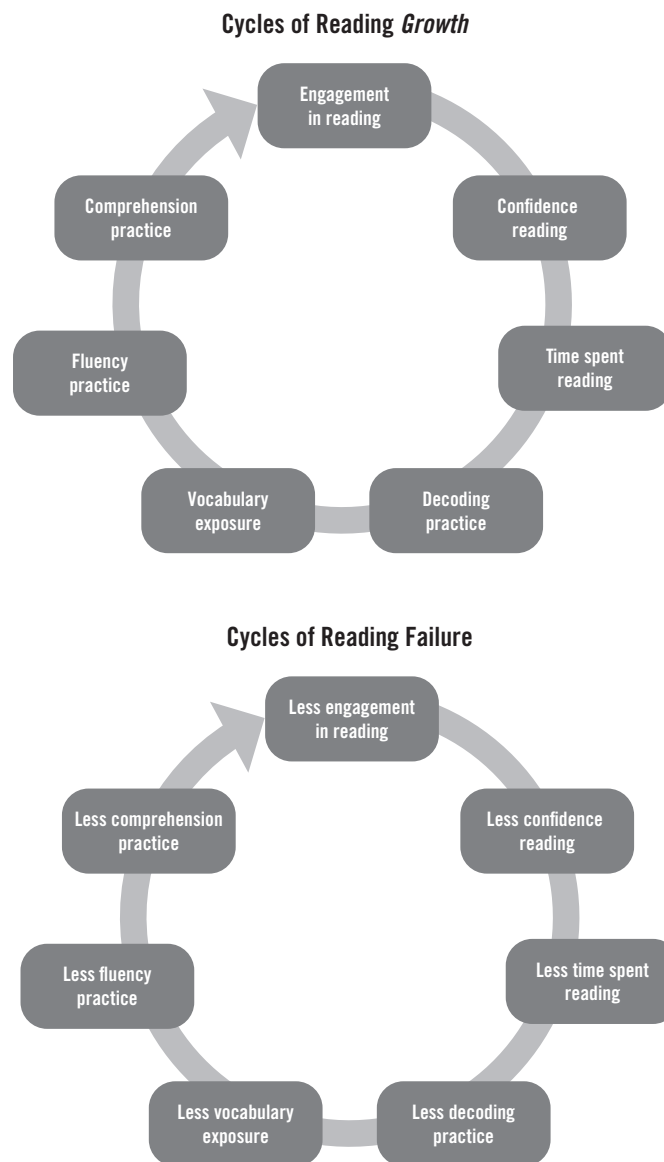 Cycles of Reading Growth
Engagement
in reading
Confidence
reading
Time spent
reading
Decoding
practice
Vocabulary
exposure
Fluency
practice
Comprehension
practice
Cycles of Reading Failure
Less engagement
in reading
Less confidence
reading
Less time spent
reading
Less decoding
practice
Less vocabulary
exposure
Less fluency
practice
Less comprehension
practice